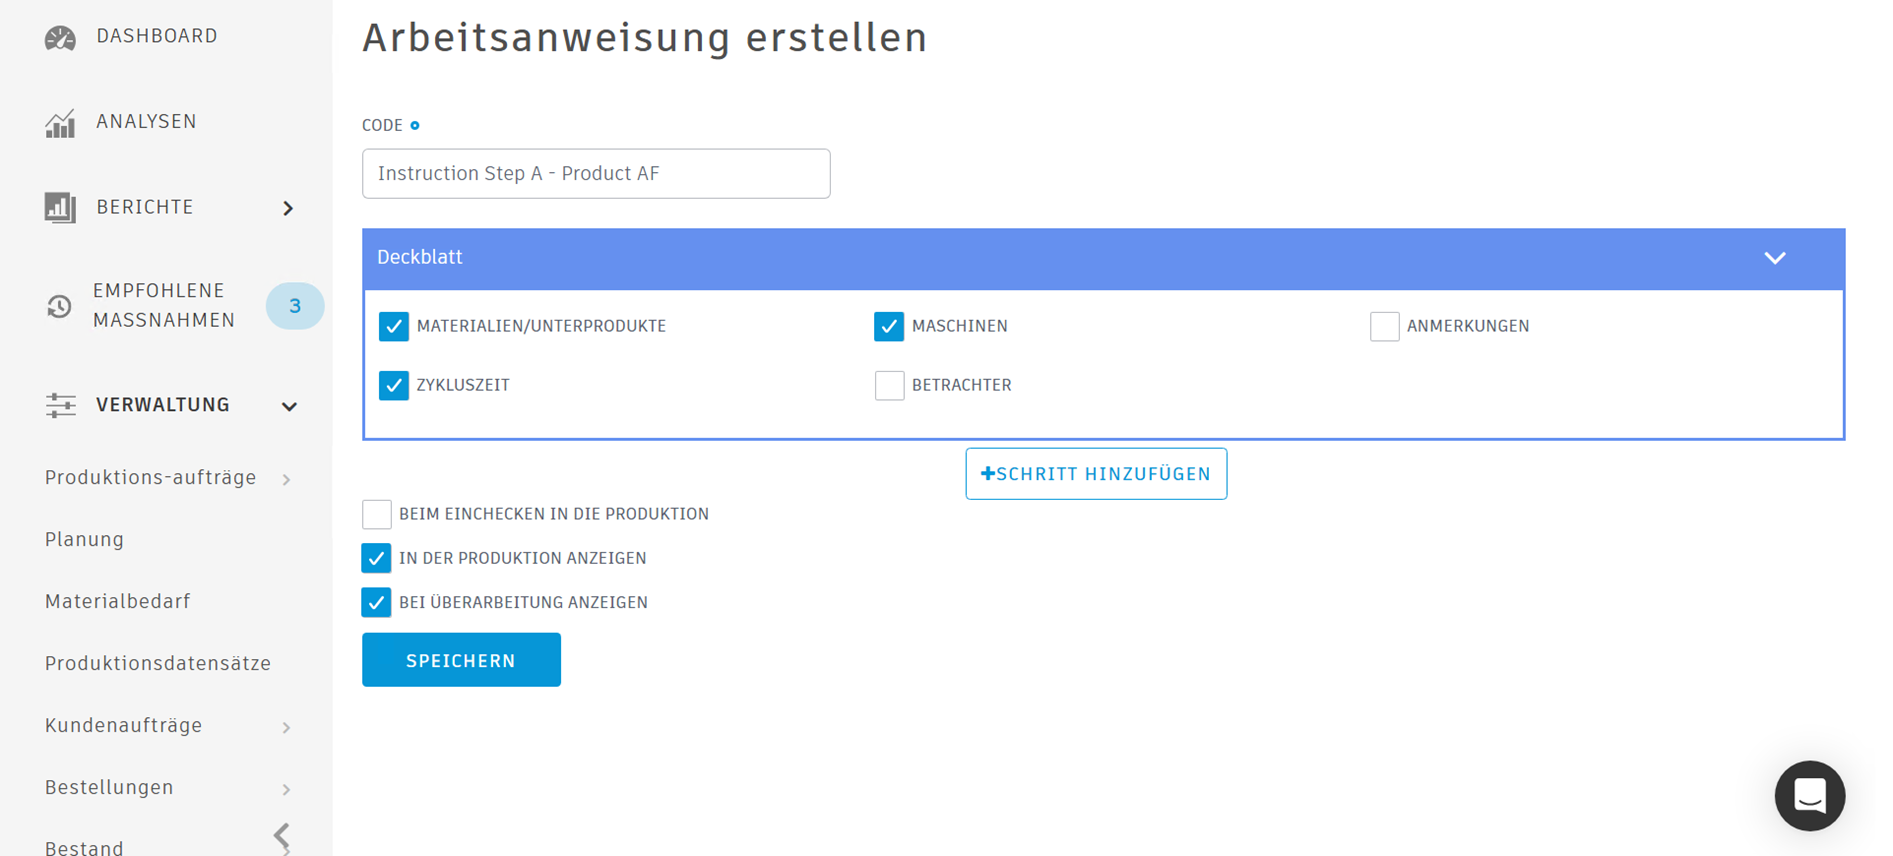 DASHBOARD
ANALYSEN
BERICHTE
EMPFOHLENE
MASSNAHMEN
3
VERWALTUNG
Produktions-aufträge
Planung
Materialbedarf
Produktionsdatensätze
Kundenaufträge
Bestellungen
Bestand
Arbeitsanweisung erstellen
CODE
Instruction Step A - Product AF
Deckblatt
MATERIALIEN/UNTERPRODUKTE
MASCHINEN
ANMERKUNGEN
ZYKLUSZEIT
BETRACHTER
+SCHRITT HINZUFÜGEN
BEIM EINCHECKEN IN DIE PRODUKTION
IN DER PRODUKTION ANZEIGEN
BEI ÜBERARBEITUNG ANZEIGEN
SPEICHERN